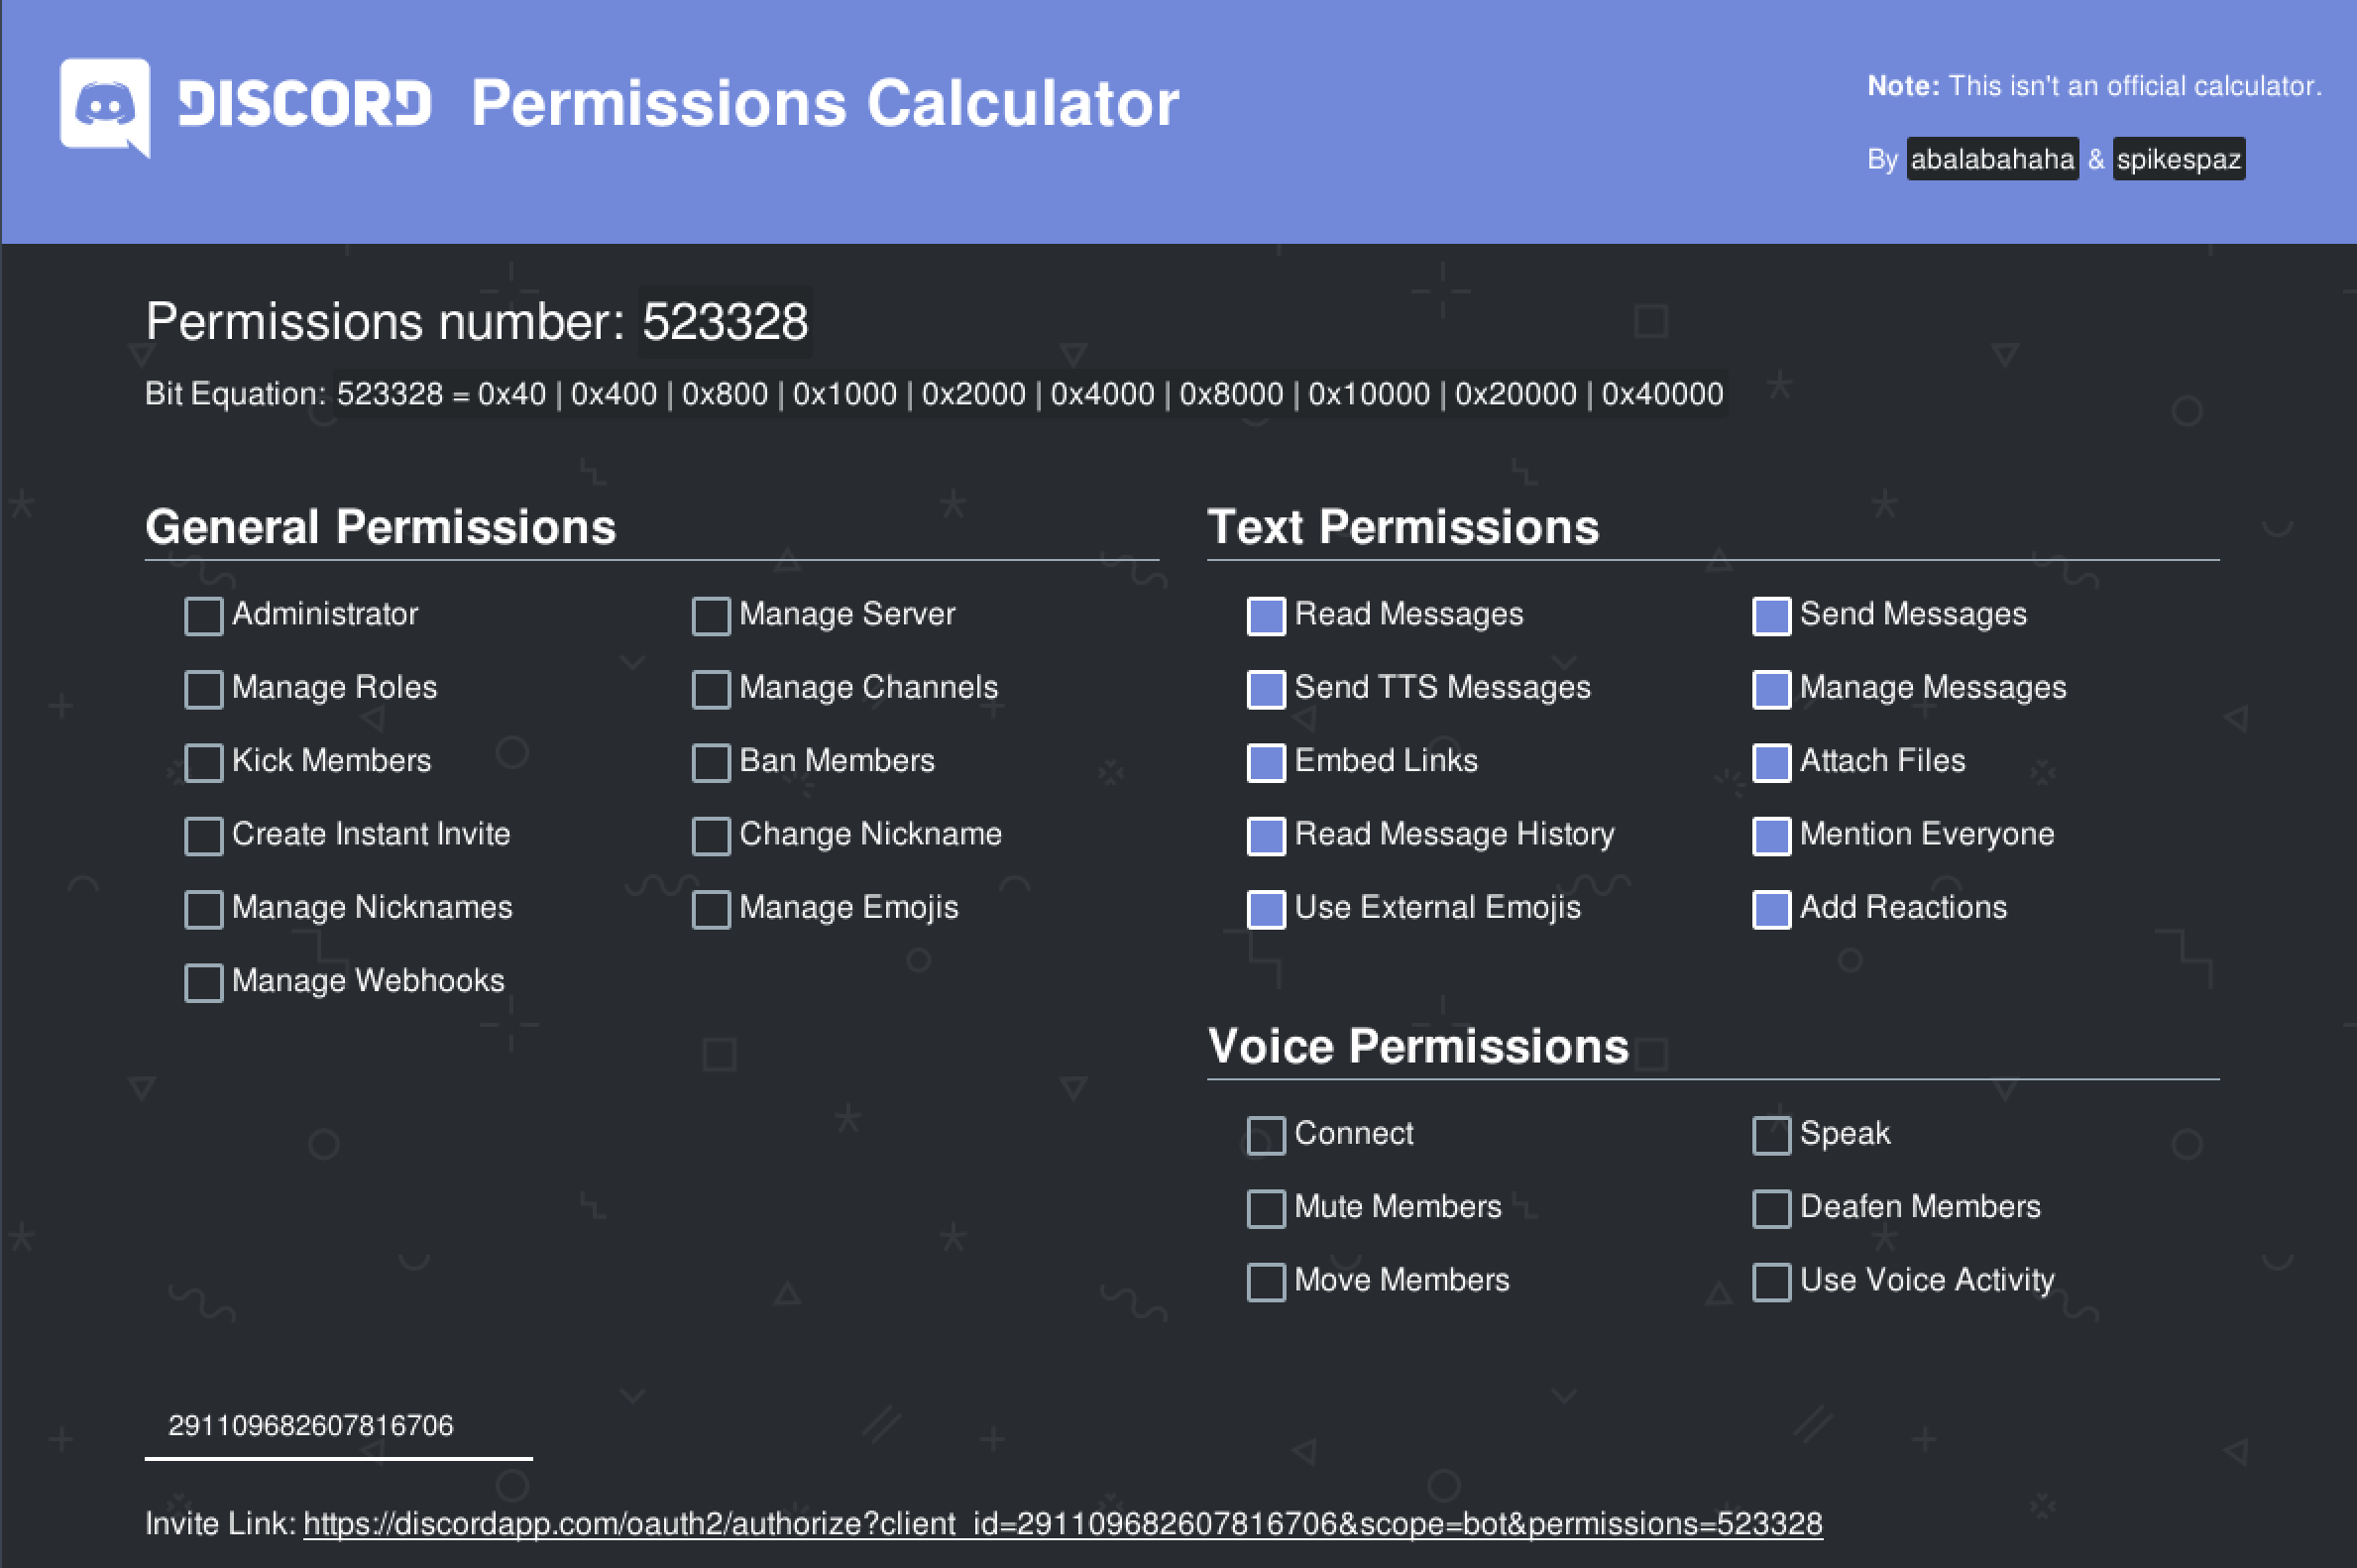 DISCORD Permissions Calculator
Note: This isn't an official calculator.
By abalabahaha & spikespaz
Permissions number: 523328
Bit Equation: 523328 = 0x40 | 0x400 | 0x800 | 0x1000 | 0x2000 | 0x4000 | 0x8000 | 0x10000 | 0x20000 | 0x40000
General Permissions
Administrator
Manage Server
Manage Roles
Manage Channels
Kick Members
Ban Members
Create Instant Invite
Change Nickname
Manage Nicknames
Manage Emojis
Manage Webhooks
Text Permissions
Read Messages
Send Messages
Send TTS Messages
Manage Messages
Embed Links
Attach Files
Read Message History
Mention Everyone
Use External Emojis
Add Reactions
Voice Permissions
Connect
Speak
Mute Members
Deafen Members
Move Members
Use Voice Activity
291109682607816706
Invite Link: https://discordapp.com/oauth2/authorize?client_id=291109682607816706&scope=bot&permissions=523328